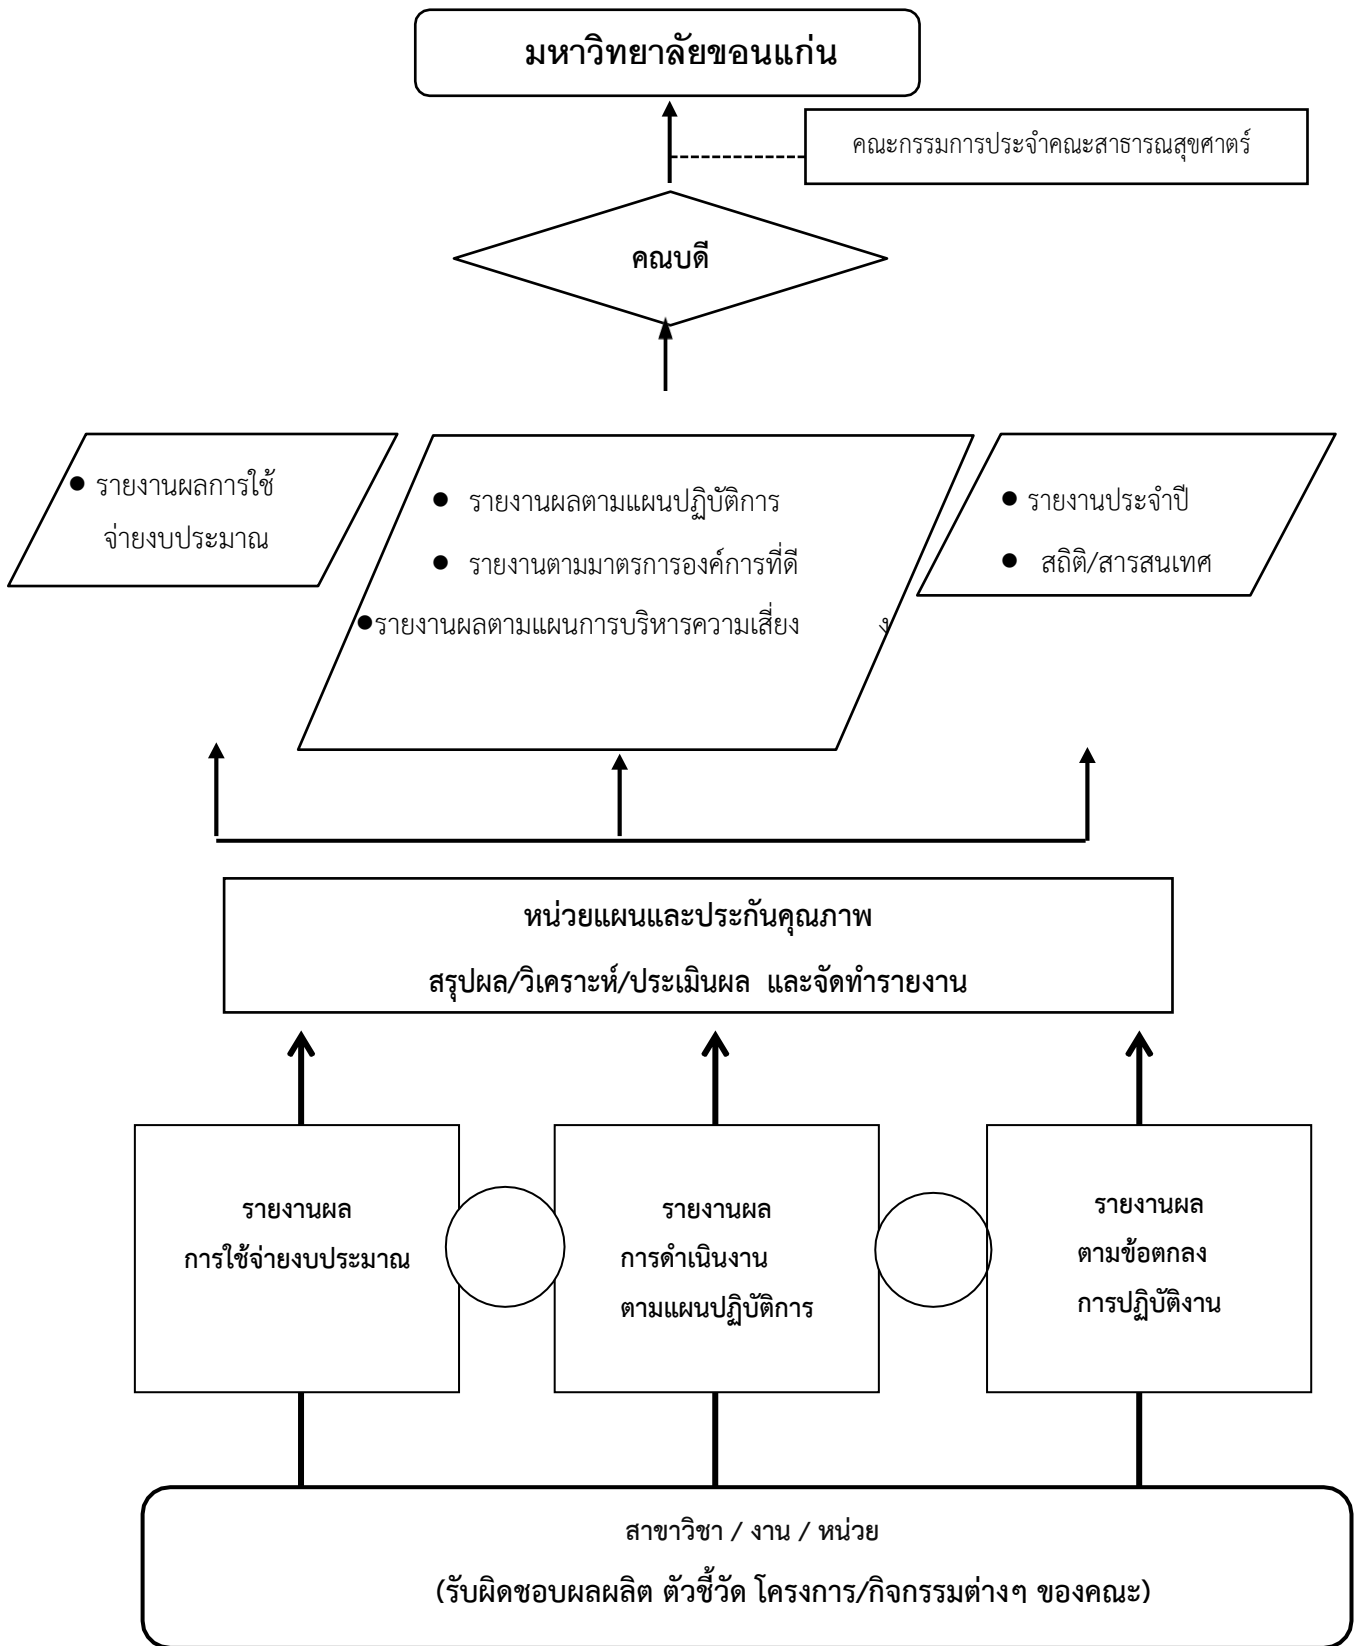 มหาวิทยาลัยขอนแก่น
คณะกรรมการประจำคณะสาธารณสุขศาตร์
คณบดี
● รายงานผลการใช้
จ่ายงบประมาณ
● รายงานผลตามแผนปฏิบัติการ
● รายงานตามมาตรการองค์การที่ดี
●รายงานผลตามแผนการบริหารความเสี่ยง ง
● รายงานประจำปี
● สถิติ/สารสนเทศ
หน่วยแผนและประกันคุณภาพ
สรุปผล/วิเคราะห์/ประเมินผล และจัดทำรายงาน
รายงานผล
การใช้จ่ายงบประมาณ
รายงานผล
การดำเนินงาน
ตามแผนปฏิบัติการ
รายงานผล
ตามข้อตกลง
การปฏิบัติงาน
สาขาวิชา / งาน / หน่วย
(รับผิดชอบผลผลิต ตัวชี้วัด โครงการ/กิจกรรมต่างๆ ของคณะ)